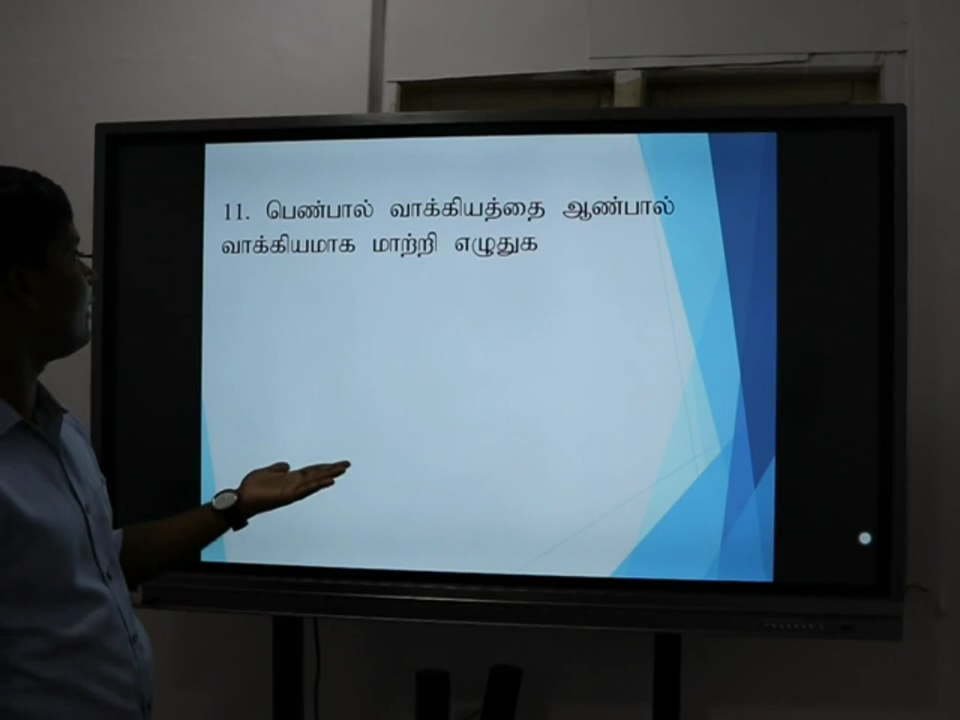 11. பெண்பால் வாக்கியத்தை ஆண்பால்
வாக்கியமாக மாற்றி எழுதுக